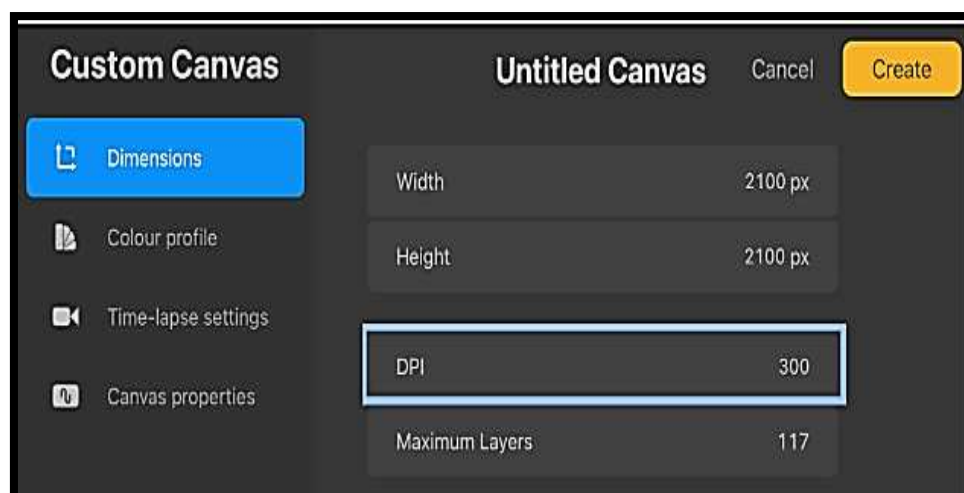 Custom Canvas
Untitled Canvas Cancel Create
Dimensions
Colour profile
Time-lapse settings
Canvas properties
Width 2100 px
Height 2100 px
DPI 300
Maximum Layers 117